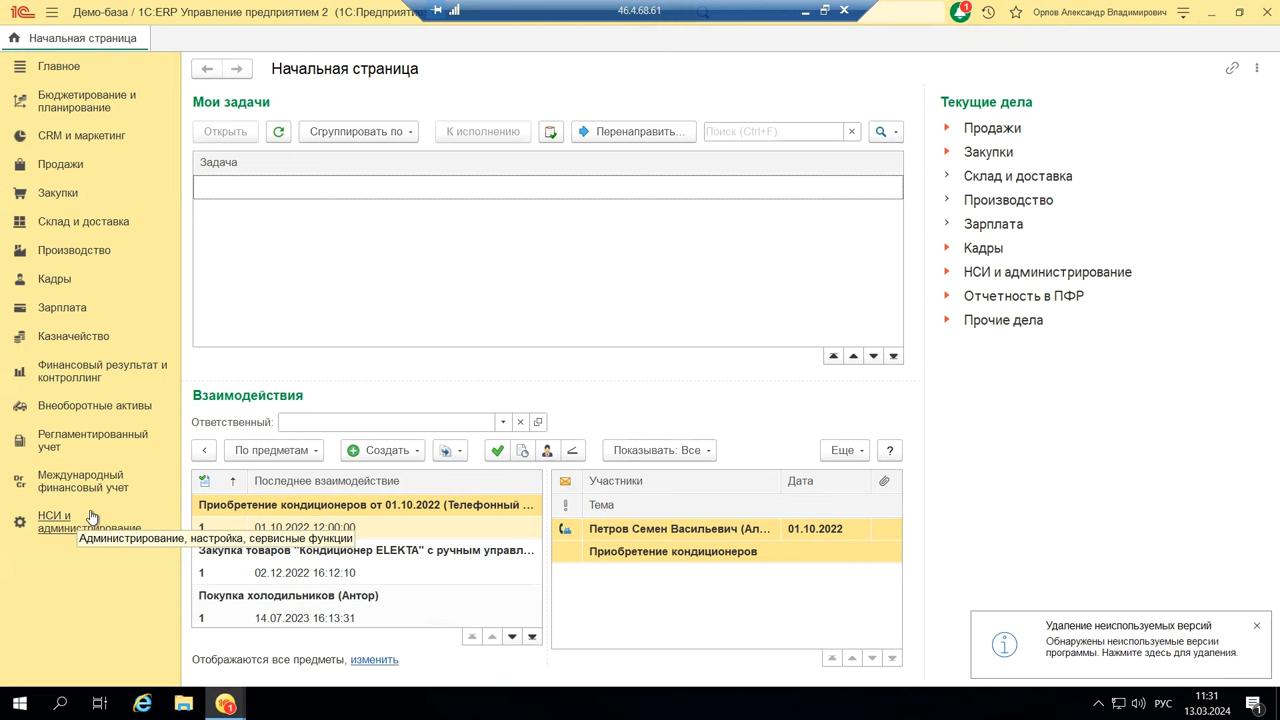 1С Демо-база / 1С:ERP Управление предприятием 2 (1С:Предприятие
46.4.68.61
1
Орлов Александр Владимирович
Начальная страница
Главное
Бюджетирование и
планирование
CRM и маркетинг
Продажи
Закупки
Склад и доставка
Производство
Кадры
Зарплата
Казначейство
Финансовый результат и
контроллинг
Внеоборотные активы
Регламентированный
учет
Dr
Cr
Международный
финансовый учет
НСИ и
администрирование
Администрирование, настройка, сервисные функции
Начальная страница
Мои задачи
Открыть Сгруппировать по К исполнению Перенаправить... Поиск (Ctrl+F)
Задача
Взаимодействия
Ответственный:
По предметам Создать Показывать: Все Еще ?
Последнее взаимодействие
Приобретение кондиционеров от 01.10.2022 (Телефонный ...
1 01.10.2022 12:00:00
Закупка товаров "Кондиционер ELEKTA" с ручным управл...
1 02.12.2022 16:12:10
Покупка холодильников (Антор)
1 14.07.2023 16:13:31
Участники Дата
Тема
Петров Семен Васильевич (Ал... 01.10.2022
Приобретение кондиционеров
Отображаются все предметы, изменить
Текущие дела
Продажи
Закупки
Склад и доставка
Производство
Зарплата
Кадры
НСИ и администрирование
Отчетность в ПФР
Прочие дела
Удаление неиспользуемых версий
Обнаружены неиспользуемые версии
программы. Нажмите здесь для удаления.
1
РУС
11:31
13.03.2024
1